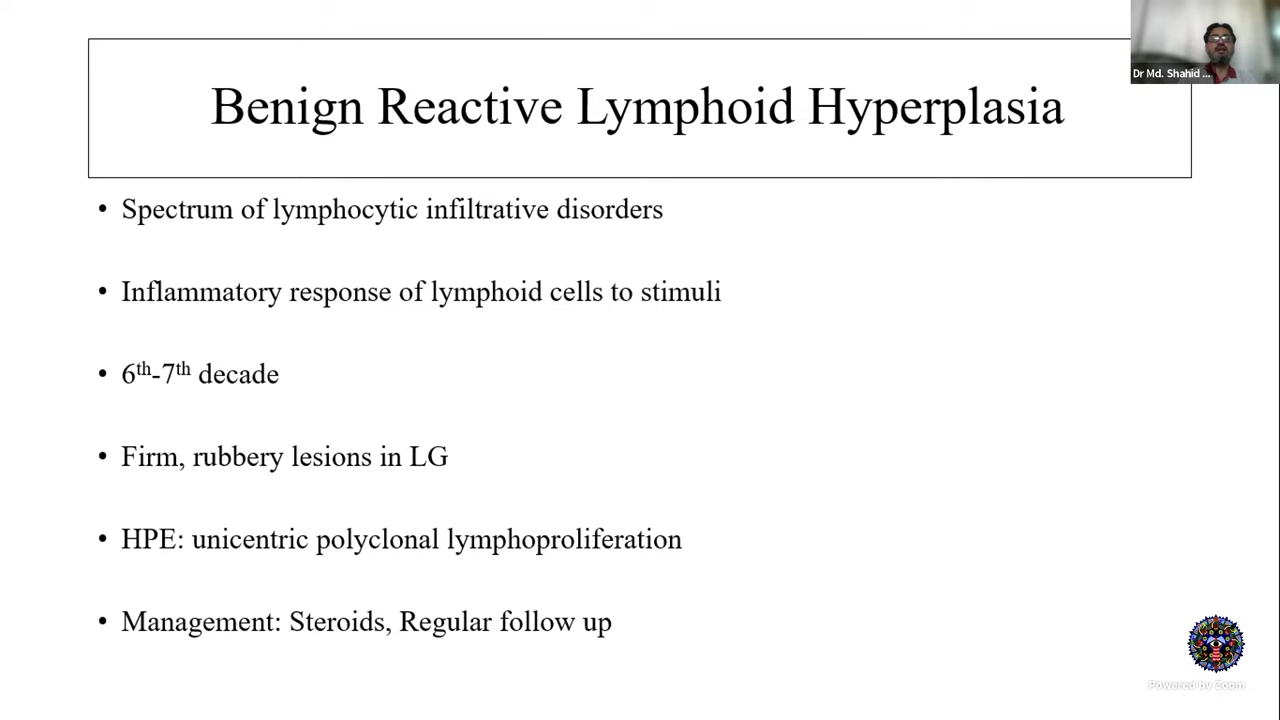 Dr Md. Shahid ...
Benign Reactive Lymphoid Hyperplasia
• Spectrum of lymphocytic infiltrative disorders
• Inflammatory response of lymphoid cells to stimuli
• 6th-7th decade
• Firm, rubbery lesions in LG
• HPE: unicentric polyclonal lymphoproliferation
• Management: Steroids, Regular follow up
Powered by Zoom